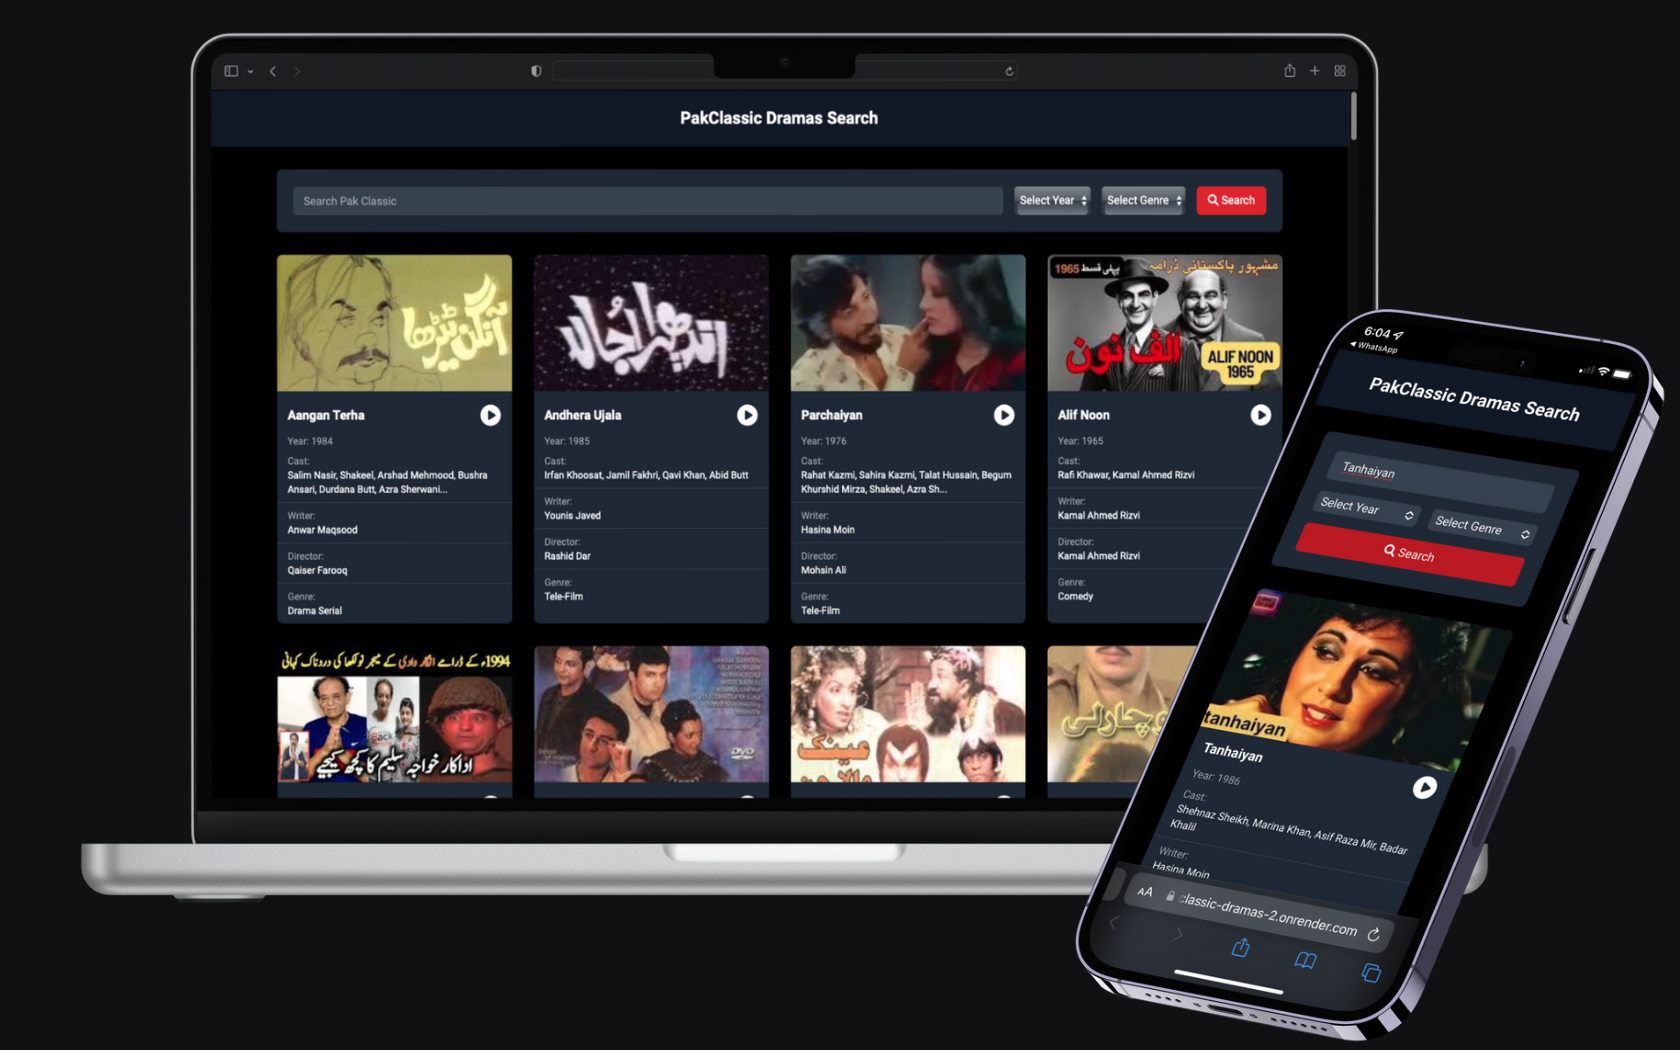 PakClassic Dramas Search
Search Pak Classic
Select Year
Select Genre
Search
آنگن ٹیڑھا
Aangan Terha
Year: 1984
Cast:
Salim Nasir, Shakeel, Arshad Mehmood, Bushra
Ansari, Durdana Butt, Azra Sherwani...
Writer:
Anwar Maqsood
Director:
Qaiser Farooq
Genre:
Drama Serial
اندھیرا اجالا
Andhera Ujala
Year: 1985
Cast:
Irfan Khoosat, Jamil Fakhri, Qavi Khan, Abid Butt
Writer:
Younis Javed
Director:
Rashid Dar
Genre:
Tele-Film
Parchaiyan
Year: 1976
Cast:
Rahat Kazmi, Sahira Kazmi, Talat Hussain, Begum
Khurshid Mirza, Shakeel, Azra Sh...
Writer:
Hasina Moin
Director:
Mohsin Ali
Genre:
Tele-Film
مشہور پاکستانی ڈرامہ
پہلی قسط 1965
الف نون
ALIF NOON
1965
Alif Noon
Year: 1965
Cast:
Rafi Khawar, Kamal Ahmed Rizvi
Writer:
Kamal Ahmed Rizvi
Director:
Kamal Ahmed Rizvi
Genre:
Comedy
1994ء کے ڈرامے انگار وادی کے میجر نوکلھا کی دردناک کہانی
Back
اداکار خواجہ سلیم کا کچھ کیجیے
DVD
عینک
والا جن
و چارلی
6:04
WhatsApp
PakClassic Dramas Search
Tanhaiyan
Select Year
Select Genre
Search
tanhaiyan
Tanhaiyan
Year: 1986
Cast:
Shehnaz Sheikh, Marina Khan, Asif Raza Mir, Badar
Khalil
Writer:
Hasina Moin
AA
classic-dramas-2.onrender.com